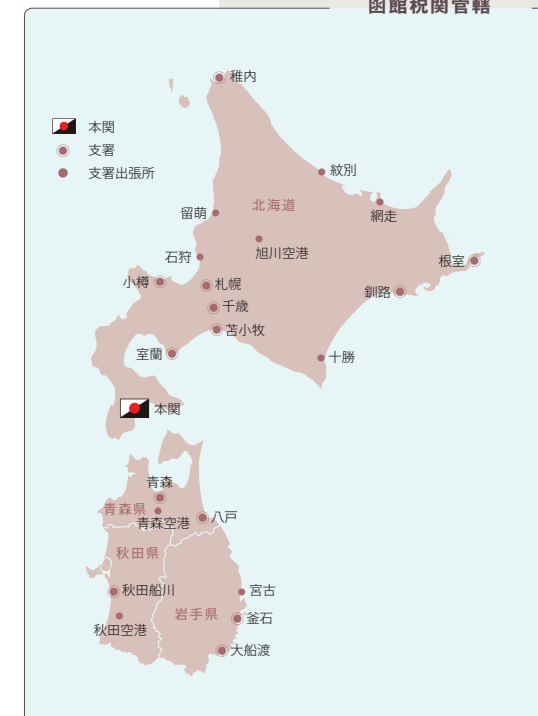 函館税関管轄
稚内
本関
支署
支署出張所
紋別
北海道
留萌
網走
旭川空港
石狩
根室
小樽
札幌
釧路
千歳
苫小牧
室蘭
十勝
本関
青森
青森県
八戸
青森空港
秋田県
秋田船川
宮古
岩手県
釜石
秋田空港
大船渡